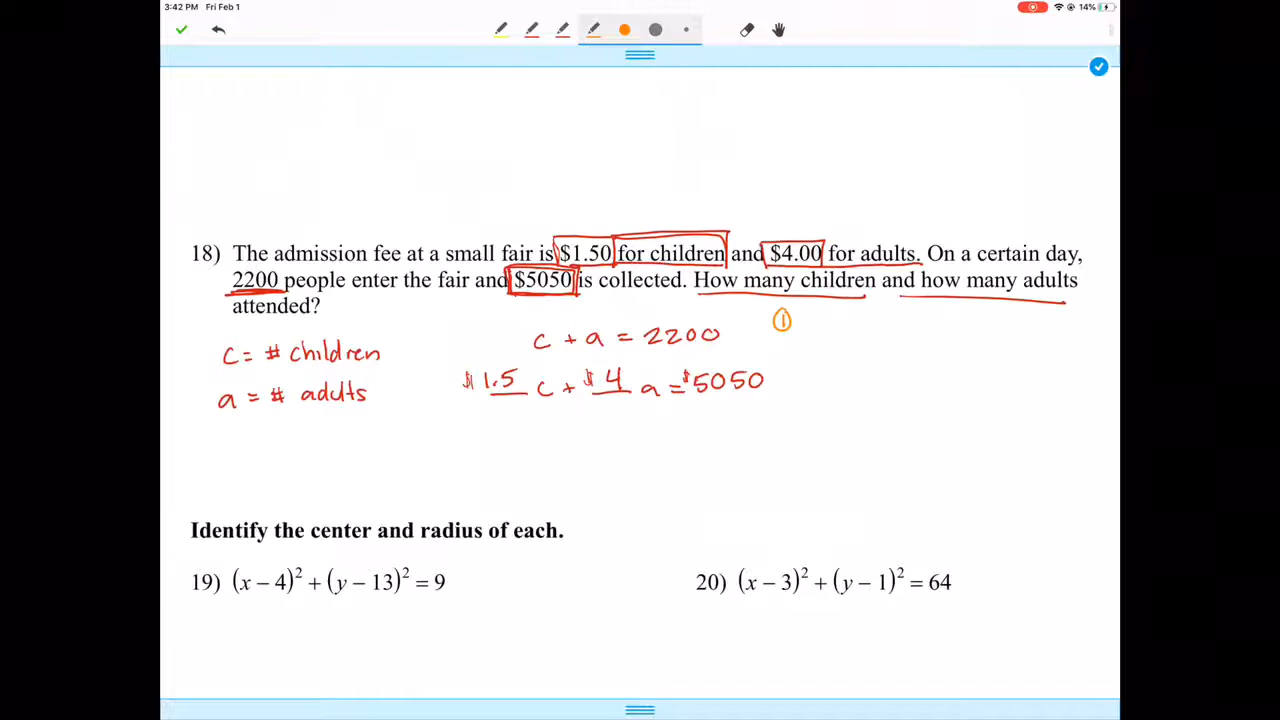 3:42 PM Fri Feb 1
14%
18) The admission fee at a small fair is $1.50 for children and $4.00 for adults. On a certain day,
2200 people enter the fair and $5050 is collected. How many children and how many adults
attended?
①
c + a = 2200
c = # children
$1.5 c + $4 a = $5050
a = # adults
Identify the center and radius of each.
19) (x − 4)² + (y − 13)² = 9
20) (x − 3)² + (y − 1)² = 64